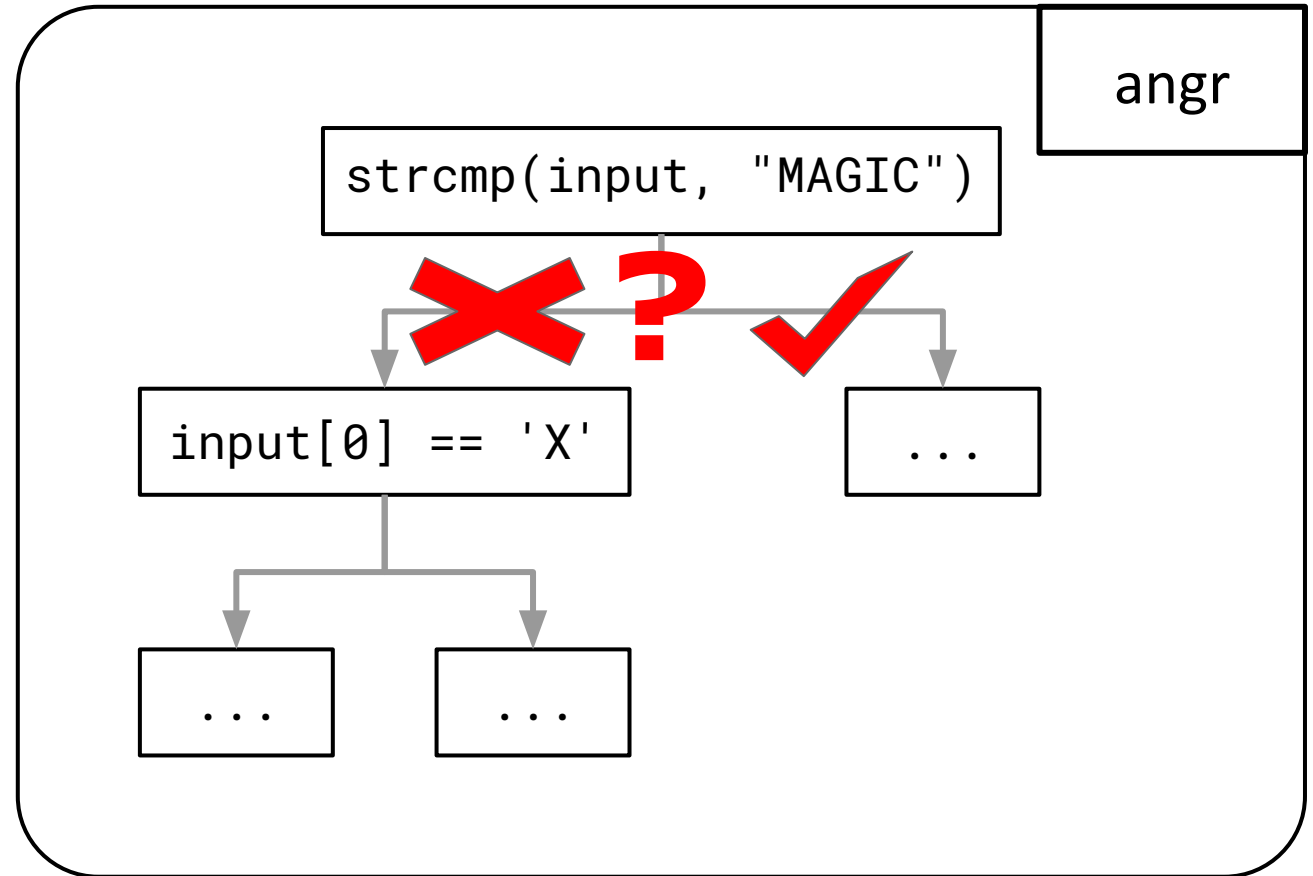 angr
strcmp(input, "MAGIC")
?
input[0] == 'X'
...
... ...